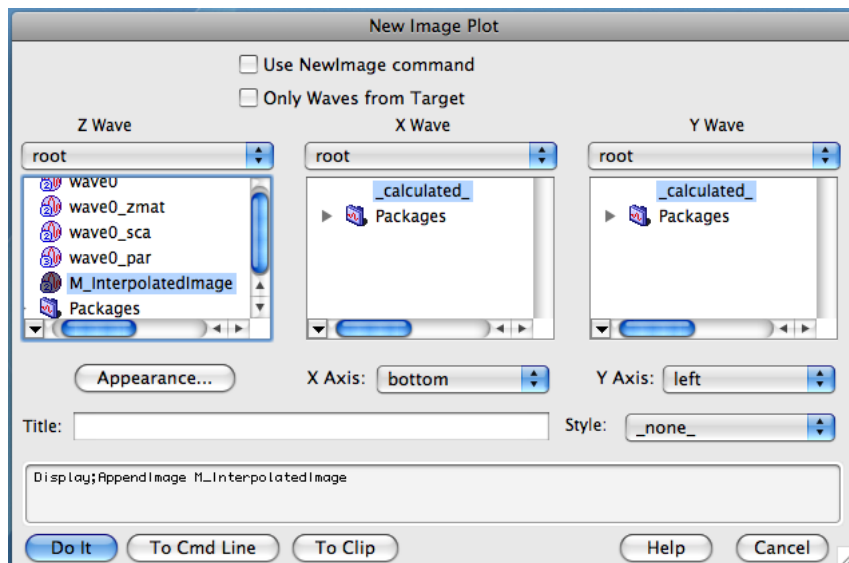 New Image Plot
Use NewImage command
Only Waves from Target
Z Wave X Wave Y Wave
root root root
wave0
wave0_zmat
wave0_sca
wave0_par
M_InterpolatedImage
Packages
_calculated_
Packages
_calculated_
Packages
Appearance... X Axis: bottom Y Axis: left
Title: Style: _none_
Display;AppendImage M_InterpolatedImage
Do It To Cmd Line To Clip Help Cancel